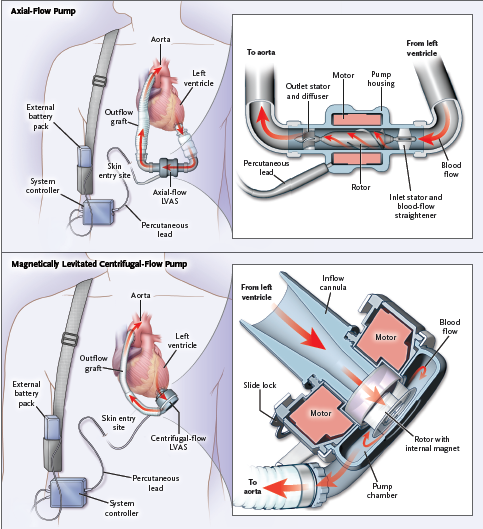 Axial-Flow Pump
Aorta
Left
ventricle
External
battery
pack
Outflow
graft
Skin
entry site
System
controller
Axial-flow
LVAS
Percutaneous
lead
To aorta
From left
ventricle
Motor
Pump
housing
Outlet stator
and diffuser
Percutaneous
lead
Rotor
Blood
flow
Inlet stator and
blood-flow
straightener
Magnetically Levitated Centrifugal-Flow Pump
Aorta
Left
ventricle
Outflow
graft
External
battery
pack
Skin entry
site
Centrifugal-flow
LVAS
Percutaneous
lead
System
controller
From left
ventricle
Inflow
cannula
Blood
flow
Motor
Slide lock
Motor
Rotor with
internal magnet
To
aorta
Pump
chamber